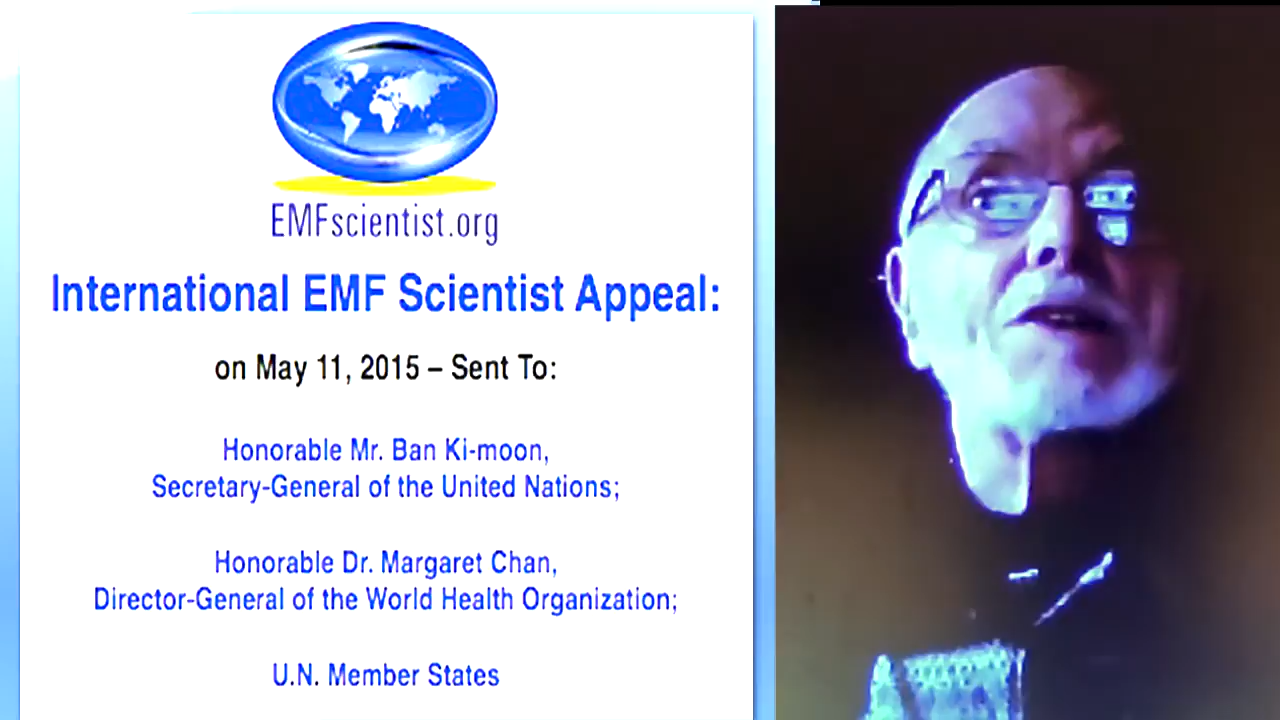 EMFscientist.org
International EMF Scientist Appeal:
on May 11, 2015 – Sent To:
Honorable Mr. Ban Ki-moon,
Secretary-General of the United Nations;
Honorable Dr. Margaret Chan,
Director-General of the World Health Organization;
U.N. Member States